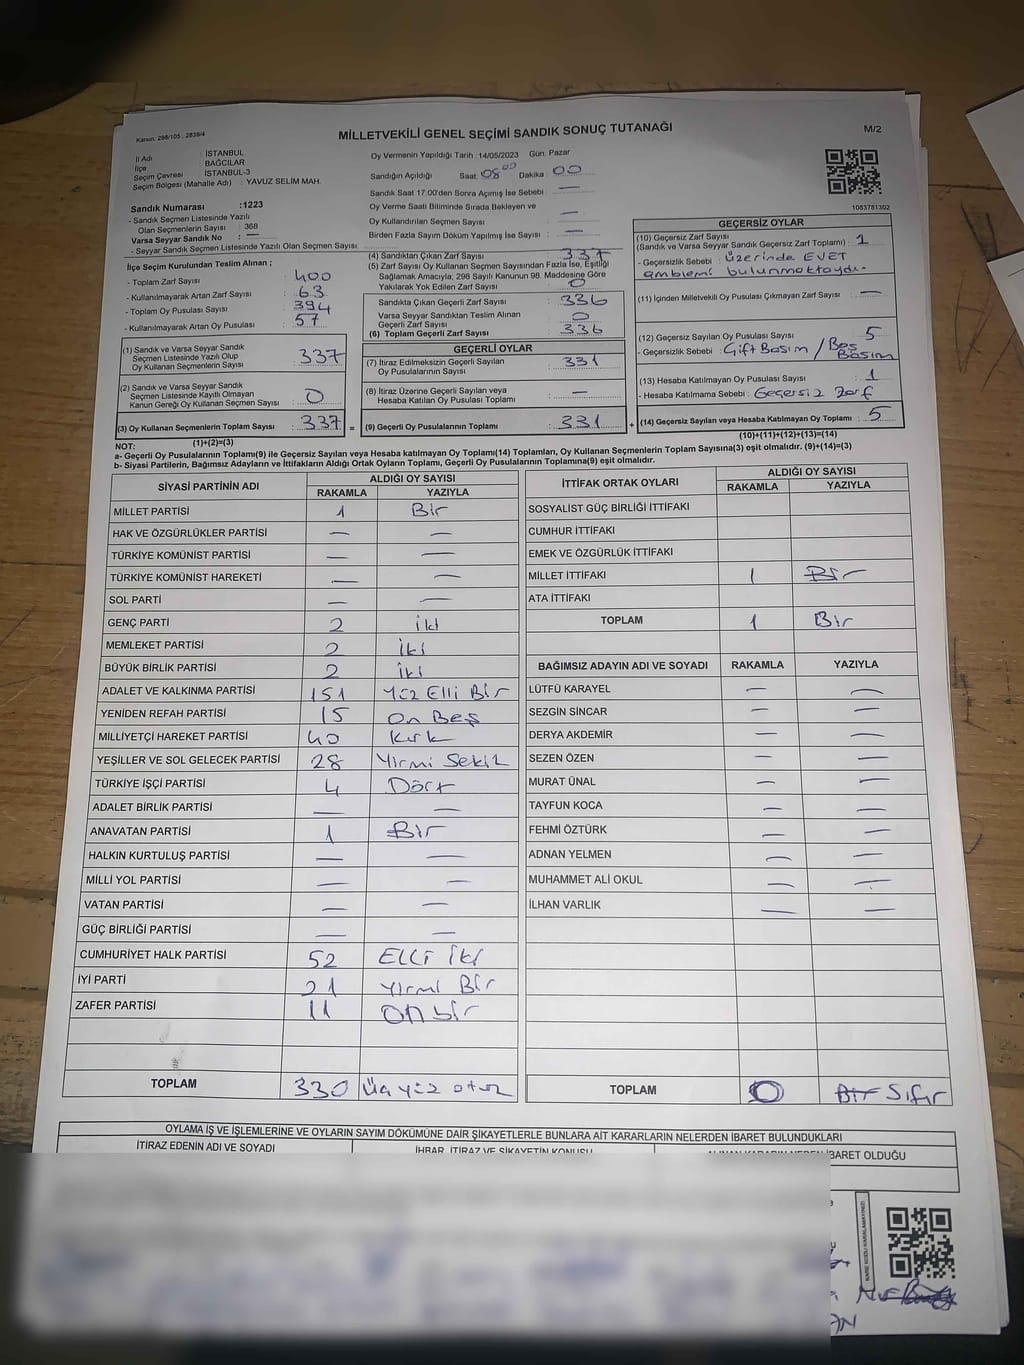 Kanun: 298/105 , 2839/4
MİLLETVEKİLİ GENEL SEÇİMİ SANDIK SONUÇ TUTANAĞI
M/2
İl Adı : İSTANBUL
İlçe : BAĞCILAR
Seçim Çevresi : İSTANBUL-3
Seçim Bölgesi (Mahalle Adı) : YAVUZ SELİM MAH.
Sandık Numarası :1223
- Sandık Seçmen Listesinde Yazılı
Olan Seçmenlerin Sayısı : 368
Varsa Seyyar Sandık No : —
- Seyyar Sandık Seçmen Listesinde Yazılı Olan Seçmen Sayısı:
İlçe Seçim Kurulundan Teslim Alınan ;
- Toplam Zarf Sayısı : 400
- Kullanılmayarak Artan Zarf Sayısı : 63
- Toplam Oy Pusulası Sayısı : 394
- Kullanılmayarak Artan Oy Pusulası : 57
(1) Sandık ve Varsa Seyyar Sandık
Seçmen Listesinde Yazılı Olup
Oy Kullanan Seçmenlerin Sayısı : 337
(2) Sandık ve Varsa Seyyar Sandık
Seçmen Listesinde Kayıtlı Olmayan
Kanun Gereği Oy Kullanan Seçmen Sayısı : 0
(3) Oy Kullanan Seçmenlerin Toplam Sayısı : 337
Oy Vermenin Yapıldığı Tarih :14/05/2023 Gün: Pazar
Sandığın Açıldığı Saat: 08 00 Dakika : 00
Sandık Saat 17.00'den Sonra Açılmış İse Sebebi : —
Oy Verme Saati Bitiminde Sırada Bekleyen ve
Oy Kullandırılan Seçmen Sayısı : —
Birden Fazla Sayım Döküm Yapılmış İse Sayısı : —
(4) Sandıktan Çıkan Zarf Sayısı : 337
(5) Zarf Sayısı Oy Kullanan Seçmen Sayısından Fazla İse, Eşitliği
Sağlamak Amacıyla; 298 Sayılı Kanunun 98. Maddesine Göre
Yakılarak Yok Edilen Zarf Sayısı : 0
Sandıkta Çıkan Geçerli Zarf Sayısı : 336
Varsa Seyyar Sandıktan Teslim Alınan
Geçerli Zarf Sayısı : 0
(6) Toplam Geçerli Zarf Sayısı : 336
GEÇERLİ OYLAR
(7) İtiraz Edilmeksizin Geçerli Sayılan
Oy Pusulalarının Sayısı : 331
(8) İtiraz Üzerine Geçerli Sayılan veya
Hesaba Katılan Oy Pusulası Toplamı : —
= (9) Geçerli Oy Pusulalarının Toplamı : 331 +
1083781302
GEÇERSİZ OYLAR
(10) Geçersiz Zarf Sayısı
(Sandık ve Varsa Seyyar Sandık Geçersiz Zarf Toplamı) : 1
- Geçersizlik Sebebi : üzerinde EVET
amblemi bulunmaktaydı.
(11) İçinden Milletvekili Oy Pusulası Çıkmayan Zarf Sayısı : —
(12) Geçersiz Sayılan Oy Pusulası Sayısı : 5
- Geçersizlik Sebebi : Çift Basım / Boş
Basım
(13) Hesaba Katılmayan Oy Pusulası Sayısı : 1
- Hesaba Katılmama Sebebi : Geçersiz zarf
(14) Geçersiz Sayılan veya Hesaba Katılmayan Oy Toplamı : 5
(1)+(2)=(3)
(10)+(11)+(12)+(13)=(14)
NOT:
a- Geçerli Oy Pusulalarının Toplamı(9) ile Geçersiz Sayılan veya Hesaba katılmayan Oy Toplamı(14) Toplamları, Oy Kullanan Seçmenlerin Toplam Sayısına(3) eşit olmalıdır. (9)+(14)=(3)
b- Siyasi Partilerin, Bağımsız Adayların ve İttifakların Aldığı Ortak Oyların Toplamı, Geçerli Oy Pusulalarının Toplamına(9) eşit olmalıdır.
SİYASİ PARTİNİN ADI ALDIĞI OY SAYISI
RAKAMLA YAZIYLA
MİLLET PARTİSİ 1 Bir
HAK VE ÖZGÜRLÜKLER PARTİSİ — —
TÜRKİYE KOMÜNİST PARTİSİ — —
TÜRKİYE KOMÜNİST HAREKETİ — —
SOL PARTİ — —
GENÇ PARTİ 2 iki
MEMLEKET PARTİSİ 2 iki
BÜYÜK BİRLİK PARTİSİ 2 iki
ADALET VE KALKINMA PARTİSİ 151 Yüz Elli Bir
YENİDEN REFAH PARTİSİ 15 On Beş
MİLLİYETÇİ HAREKET PARTİSİ 40 Kırk
YEŞİLLER VE SOL GELECEK PARTİSİ 28 Yirmi Sekiz
TÜRKİYE İŞÇİ PARTİSİ 4 Dört
ADALET BİRLİK PARTİSİ — —
ANAVATAN PARTİSİ 1 Bir
HALKIN KURTULUŞ PARTİSİ — —
MİLLİ YOL PARTİSİ — —
VATAN PARTİSİ — —
GÜÇ BİRLİĞİ PARTİSİ — —
CUMHURİYET HALK PARTİSİ 52 Elli iki
İYİ PARTİ 21 Yirmi Bir
ZAFER PARTİSİ 11 On bir
TOPLAM 330 üç yüz otuz
İTTİFAK ORTAK OYLARI ALDIĞI OY SAYISI
RAKAMLA YAZIYLA
SOSYALİST GÜÇ BİRLİĞİ İTTİFAKI
CUMHUR İTTİFAKI
EMEK VE ÖZGÜRLÜK İTTİFAKI
MİLLET İTTİFAKI 1 Bir
ATA İTTİFAKI
TOPLAM 1 Bir
BAĞIMSIZ ADAYIN ADI VE SOYADI RAKAMLA YAZIYLA
LÜTFÜ KARAYEL — —
SEZGİN SİNCAR — —
DERYA AKDEMİR — —
SEZEN ÖZEN — —
MURAT ÜNAL — —
TAYFUN KOCA — —
FEHMİ ÖZTÜRK — —
ADNAN YELMEN — —
MUHAMMET ALİ OKUL — —
İLHAN VARLIK — —
TOPLAM 0 Bir Sıfır
OYLAMA İŞ VE İŞLEMLERİNE VE OYLARIN SAYIM DÖKÜMÜNE DAİR ŞİKAYETLERLE BUNLARA AİT KARARLARIN NELERDEN İBARET BULUNDUKLARI
İTİRAZ EDENİN ADI VE SOYADI İHBAR, İTİRAZ VE ŞİKAYETİN KONUSU İBARET OLDUĞU